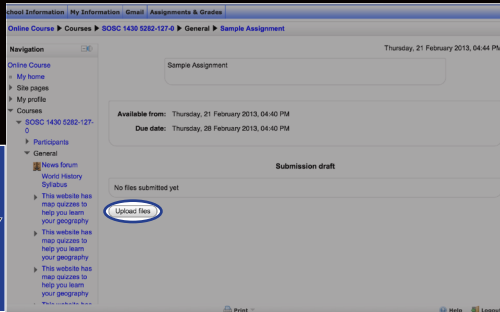 chool Information My Information Gmail Assignments & Grades
Online Course ▶ Courses ▶ SOSC 1430 5282-127-0 ▶ General ▶ Sample Assignment
Thursday, 21 February 2013, 04:44 PM
Navigation
Online Course
My home
Site pages
My profile
Courses
SOSC 1430 5282-127-
0
Participants
General
News forum
World History
Syllabus
This website has
map quizzes to
help you learn
your geography
This website has
map quizzes to
help you learn
your geography
This website has
map quizzes to
help you learn
your geography
This website has
Sample Assignment
Available from: Thursday, 21 February 2013, 04:40 PM
Due date: Thursday, 28 February 2013, 04:40 PM
Submission draft
No files submitted yet
Upload files
Print
Help Logout